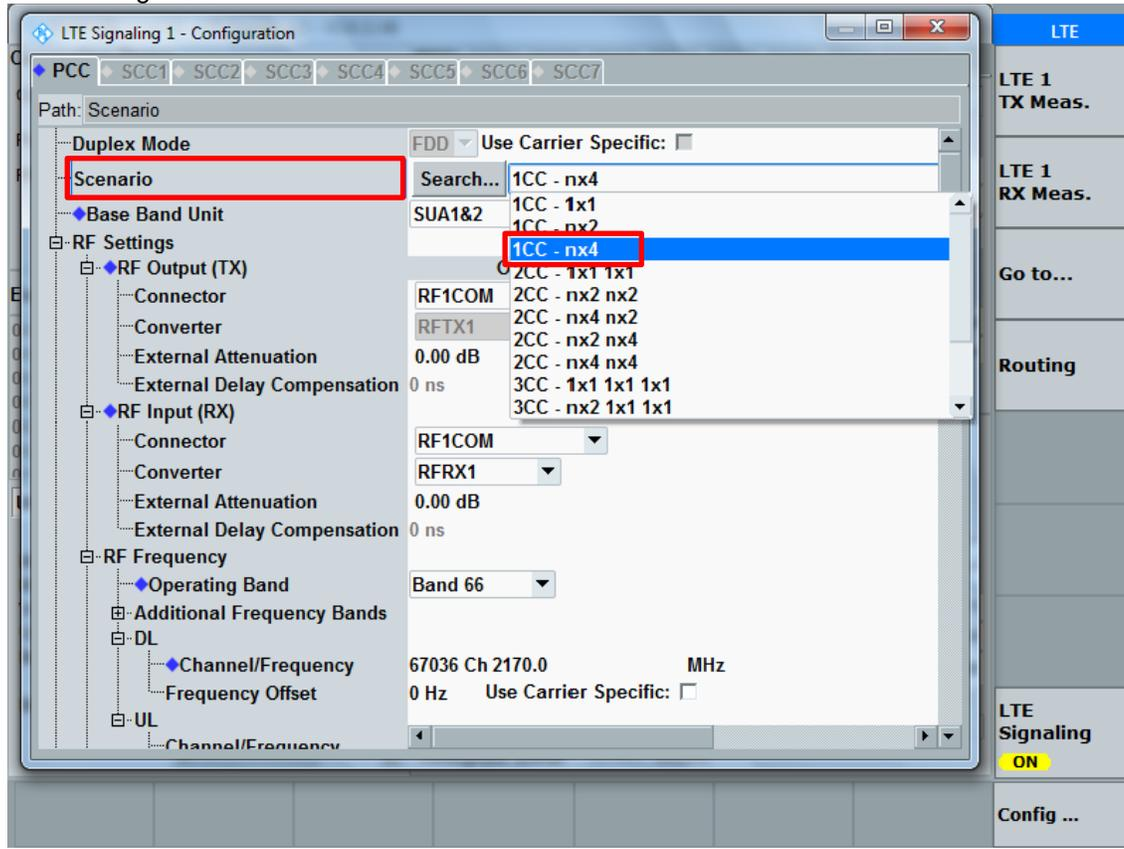 LTE Signaling 1 - Configuration
LTE
PCC SCC1 SCC2 SCC3 SCC4 SCC5 SCC6 SCC7
LTE 1
TX Meas.
Path: Scenario
Duplex Mode FDD Use Carrier Specific:
Scenario Search... 1CC - nx4
LTE 1
RX Meas.
1CC - 1x1
Base Band Unit SUA1&2
1CC - nx2
RF Settings
1CC - nx4
RF Output (TX)
2CC - 1x1 1x1
Go to...
Connector RF1COM 2CC - nx2 nx2
2CC - nx4 nx2
Converter RFTX1
2CC - nx2 nx4
External Attenuation 0.00 dB
2CC - nx4 nx4
Routing
External Delay Compensation 0 ns
3CC - 1x1 1x1 1x1
RF Input (RX)
3CC - nx2 1x1 1x1
Connector RF1COM
Converter RFRX1
External Attenuation 0.00 dB
External Delay Compensation 0 ns
RF Frequency
Operating Band Band 66
Additional Frequency Bands
DL
Channel/Frequency 67036 Ch 2170.0 MHz
Frequency Offset 0 Hz Use Carrier Specific:
UL
Channel/Frequency
LTE
Signaling
ON
Config ...